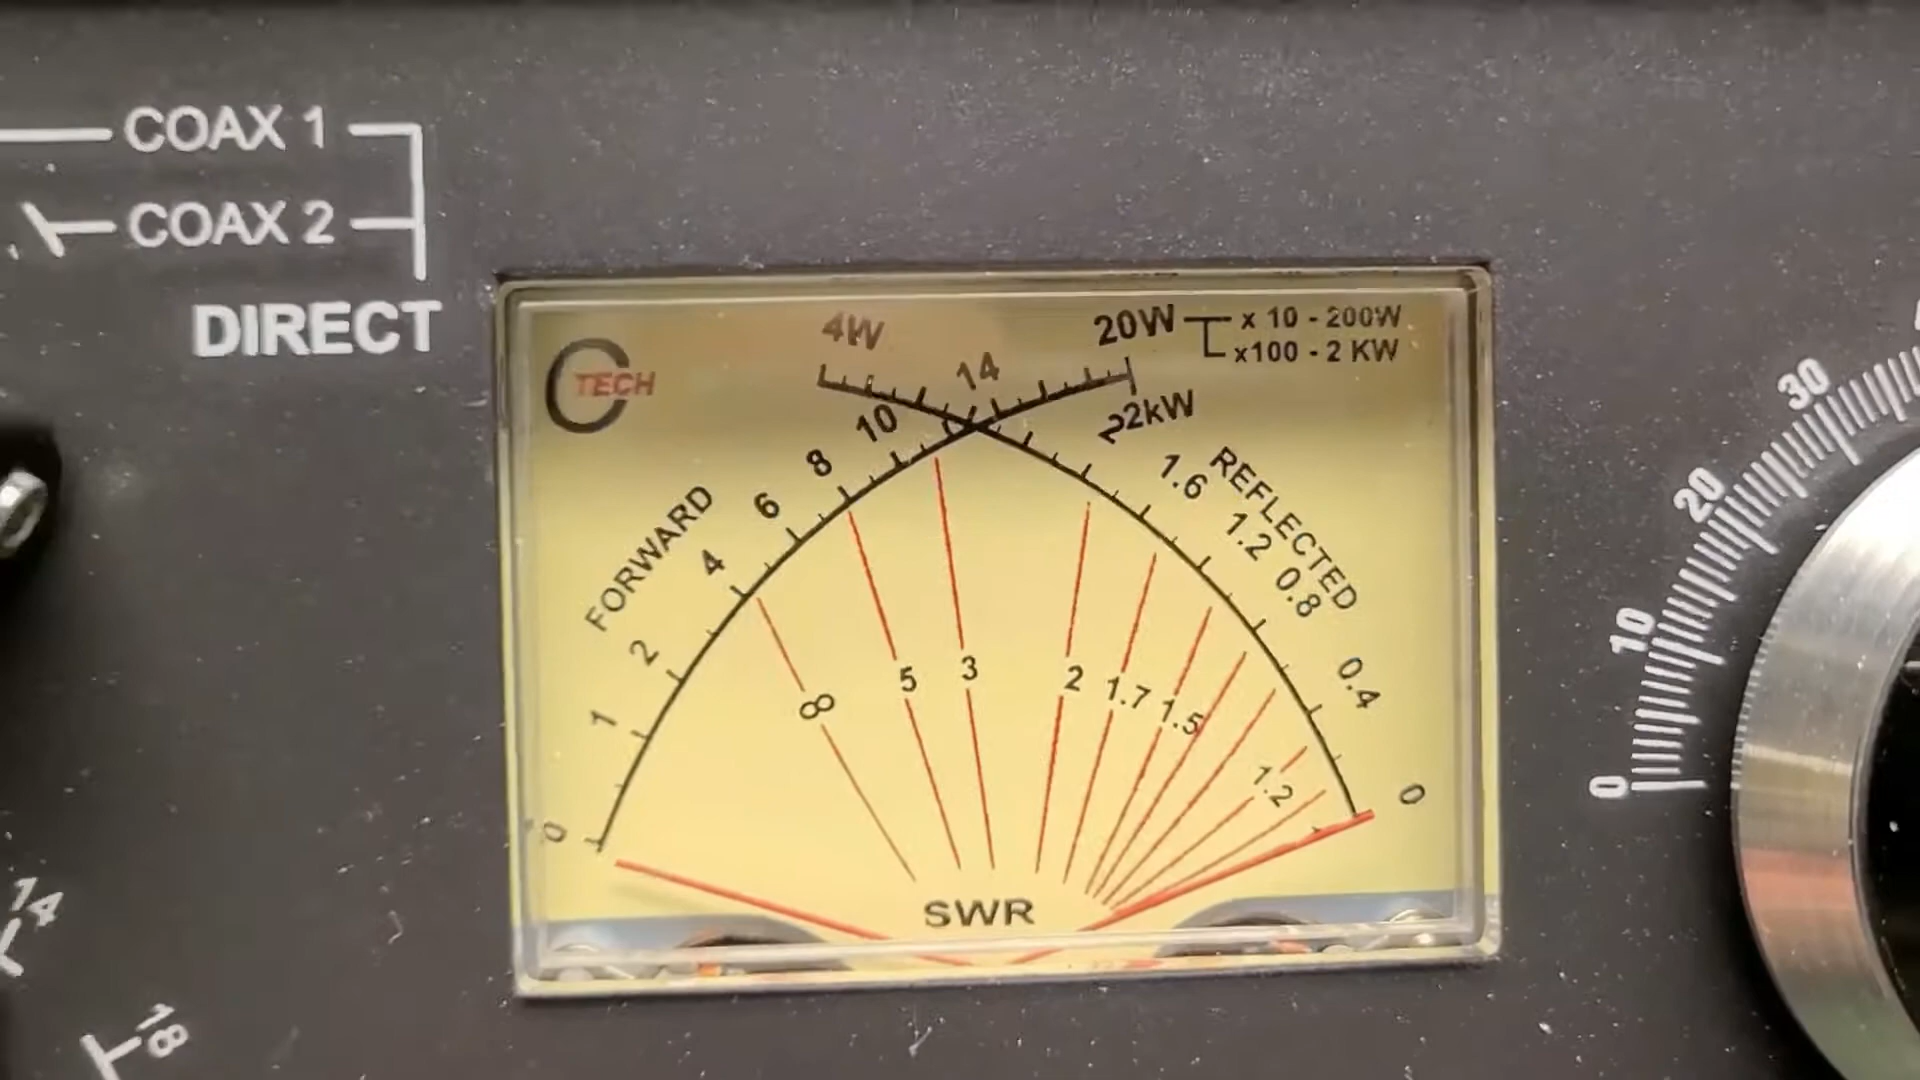 COAX 1
COAX 2
DIRECT
TECH
4W
14
20W
x 10 - 200W
x100 - 2 KW
22kW
FORWARD
0
1
2
4
6
8
10
REFLECTED
1.6
1.2
0.8
0.4
0
∞
5
3
2
1.7
1.5
1.2
SWR
0
10
20
30
14
18